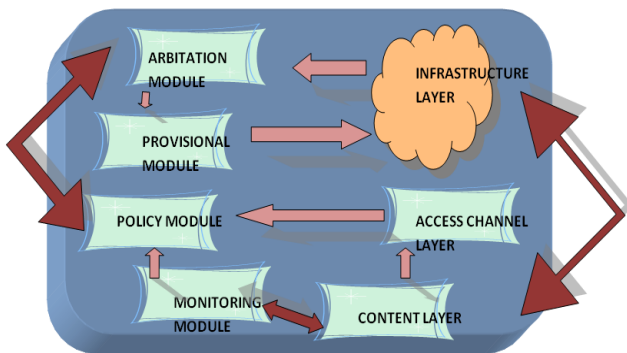 ARBITATION
MODULE
INFRASTRUCTURE
LAYER
PROVISIONAL
MODULE
POLICY MODULE
ACCESS CHANNEL
LAYER
MONITORING
MODULE
CONTENT LAYER